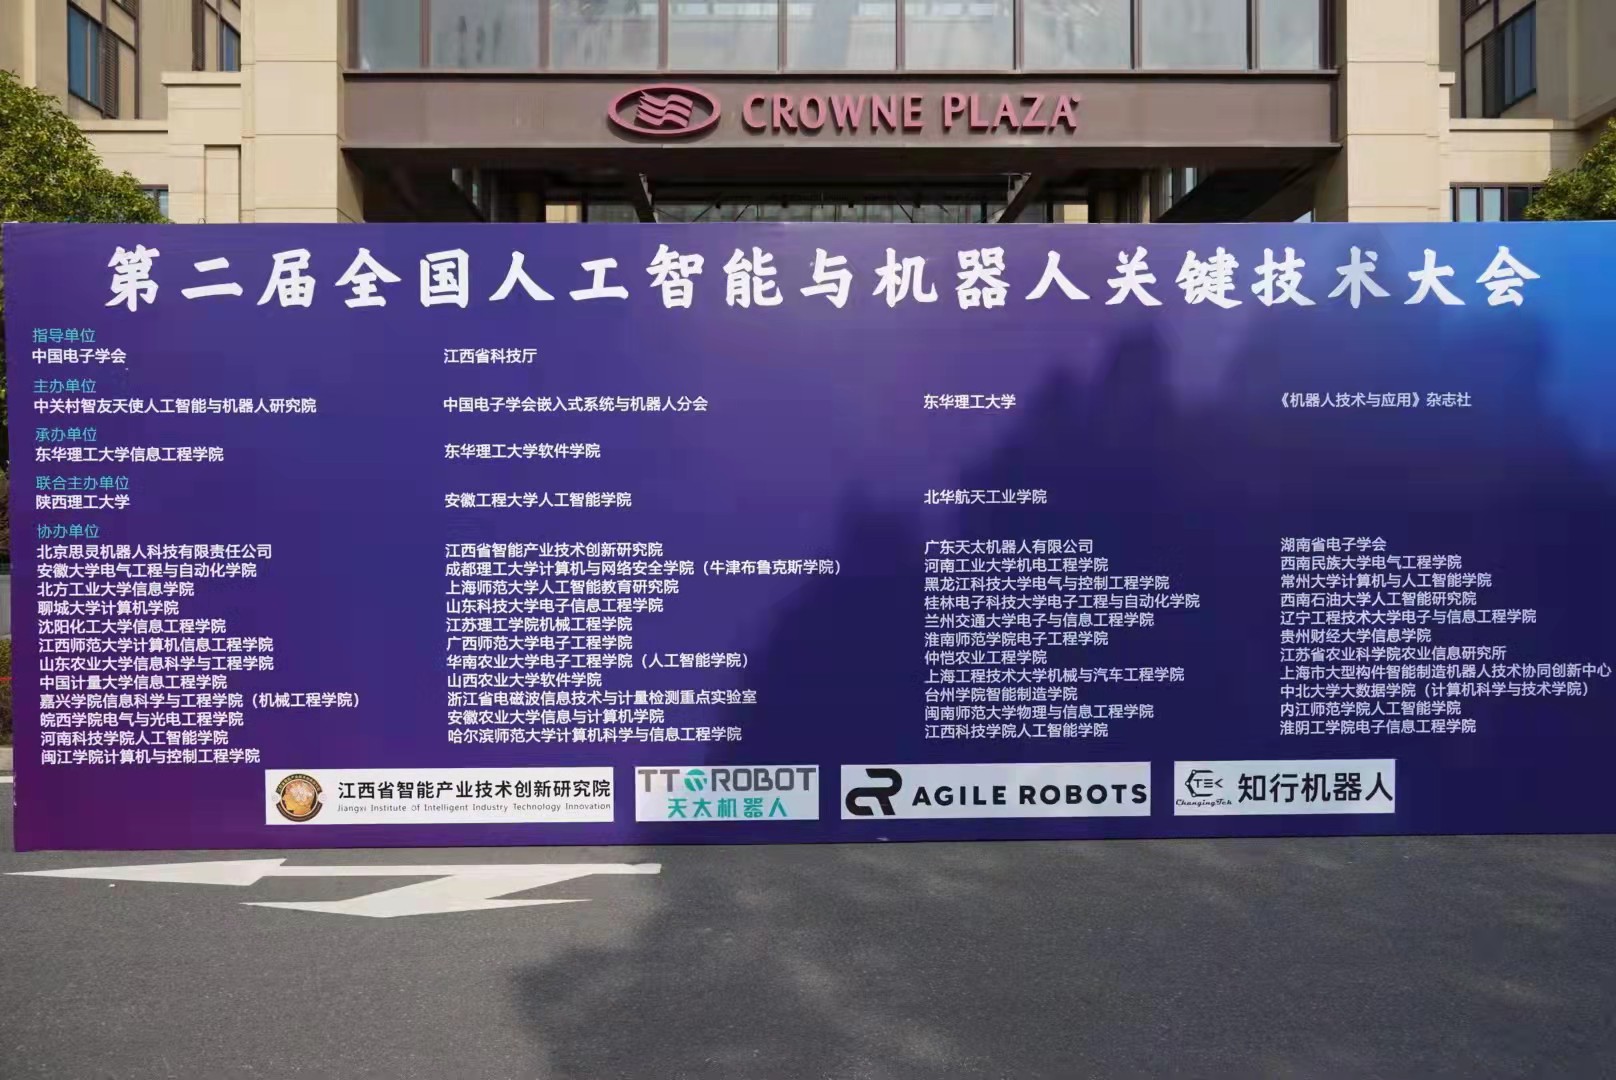 CROWNE PLAZA
第二届全国人工智能与机器人关键技术大会
指导单位
中国电子学会 江西省科技厅
主办单位
中关村智友天使人工智能与机器人研究院 中国电子学会嵌入式系统与机器人分会 东华理工大学 《机器人技术与应用》杂志社
承办单位
东华理工大学信息工程学院 东华理工大学软件学院
联合主办单位
陕西理工大学 安徽工程大学人工智能学院 北华航天工业学院
协办单位
北京思灵机器人科技有限责任公司 江西省智能产业技术创新研究院 广东天太机器人有限公司 湖南省电子学会
安徽大学电气工程与自动化学院 成都理工大学计算机与网络安全学院（牛津布鲁克斯学院） 河南工业大学机电工程学院 西南民族大学电气工程学院
北方工业大学信息学院 上海师范大学人工智能教育研究院 黑龙江科技大学电气与控制工程学院 常州大学计算机与人工智能学院
聊城大学计算机学院 山东科技大学电子信息工程学院 桂林电子科技大学电子工程与自动化学院 西南石油大学人工智能研究院
沈阳化工大学信息工程学院 江苏理工学院机械工程学院 兰州交通大学电子与信息工程学院 辽宁工程技术大学电子与信息工程学院
江西师范大学计算机信息工程学院 广西师范大学电子工程学院 淮南师范学院电子工程学院 贵州财经大学信息学院
山东农业大学信息科学与工程学院 华南农业大学电子工程学院（人工智能学院） 仲恺农业工程学院 江苏省农业科学院农业信息研究所
中国计量大学信息工程学院 山西农业大学软件学院 上海工程技术大学机械与汽车工程学院 上海市大型构件智能制造机器人技术协同创新中心
嘉兴学院信息科学与工程学院（机械工程学院） 浙江省电磁波信息技术与计量检测重点实验室 台州学院智能制造学院 中北大学大数据学院（计算机科学与技术学院）
皖西学院电气与光电工程学院 安徽农业大学信息与计算机学院 闽南师范大学物理与信息工程学院 内江师范学院人工智能学院
河南科技学院人工智能学院 哈尔滨师范大学计算机科学与信息工程学院 江西科技学院人工智能学院 淮阴工学院电子信息工程学院
闽江学院计算机与控制工程学院
江西省智能产业技术创新研究院
Jiangxi Institute Of Intelligent Industry Technology Innovation
TT ROBOT
天太机器人
AGILE ROBOTS
CTEK
ChangingTek
知行机器人